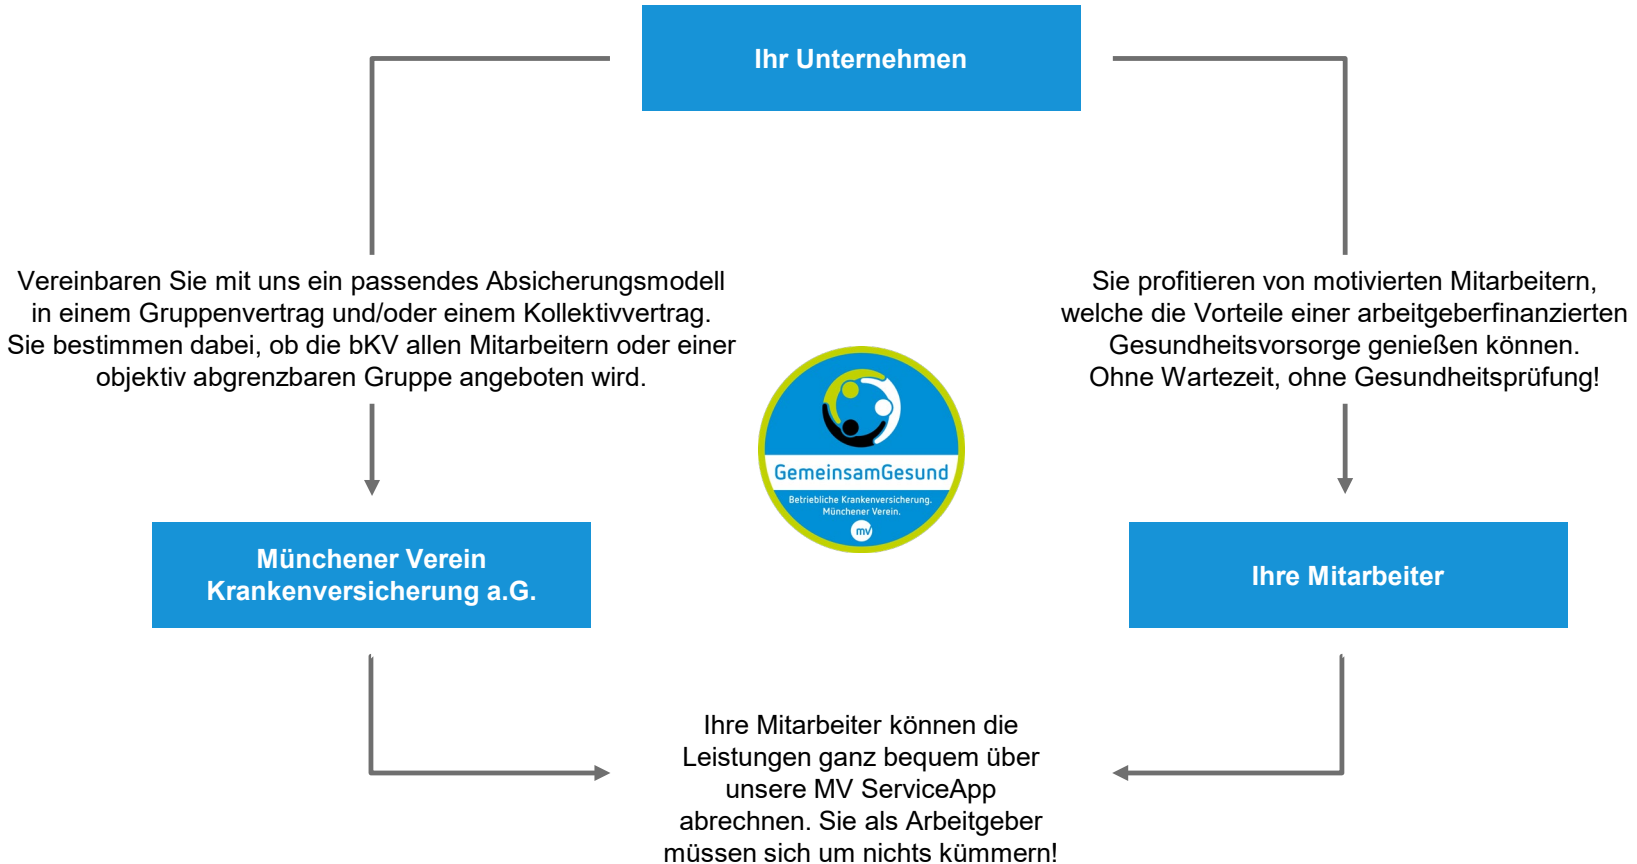 Ihr Unternehmen
Vereinbaren Sie mit uns ein passendes Absicherungsmodell
in einem Gruppenvertrag und/oder einem Kollektivvertrag.
Sie bestimmen dabei, ob die bKV allen Mitarbeitern oder einer
objektiv abgrenzbaren Gruppe angeboten wird.
Sie profitieren von motivierten Mitarbeitern,
welche die Vorteile einer arbeitgeberfinanzierten
Gesundheitsvorsorge genießen können.
Ohne Wartezeit, ohne Gesundheitsprüfung!
GemeinsamGesund
Betriebliche Krankenversicherung.
Münchener Verein.
mv
Münchener Verein
Krankenversicherung a.G.
Ihre Mitarbeiter
Ihre Mitarbeiter können die
Leistungen ganz bequem über
unsere MV ServiceApp
abrechnen. Sie als Arbeitgeber
müssen sich um nichts kümmern!